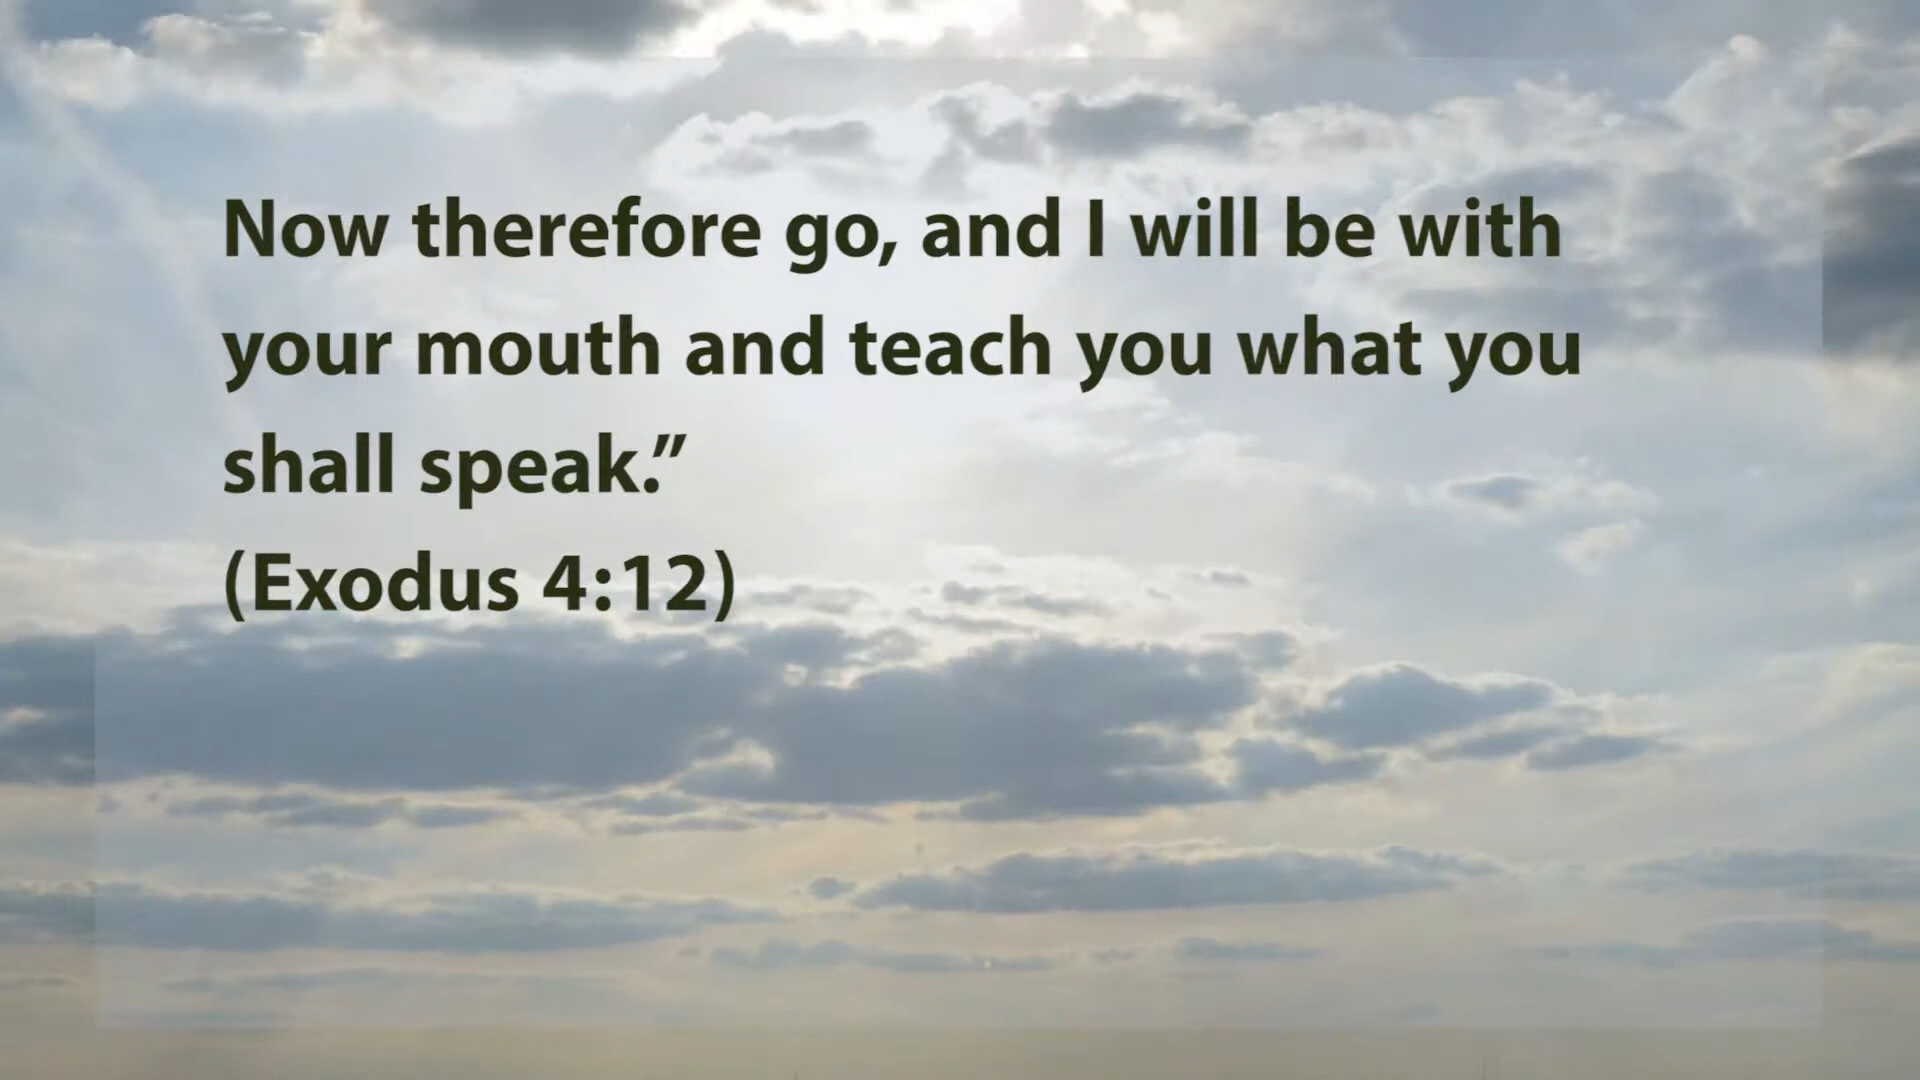 Now therefore go, and I will be with
your mouth and teach you what you
shall speak.”
(Exodus 4:12)